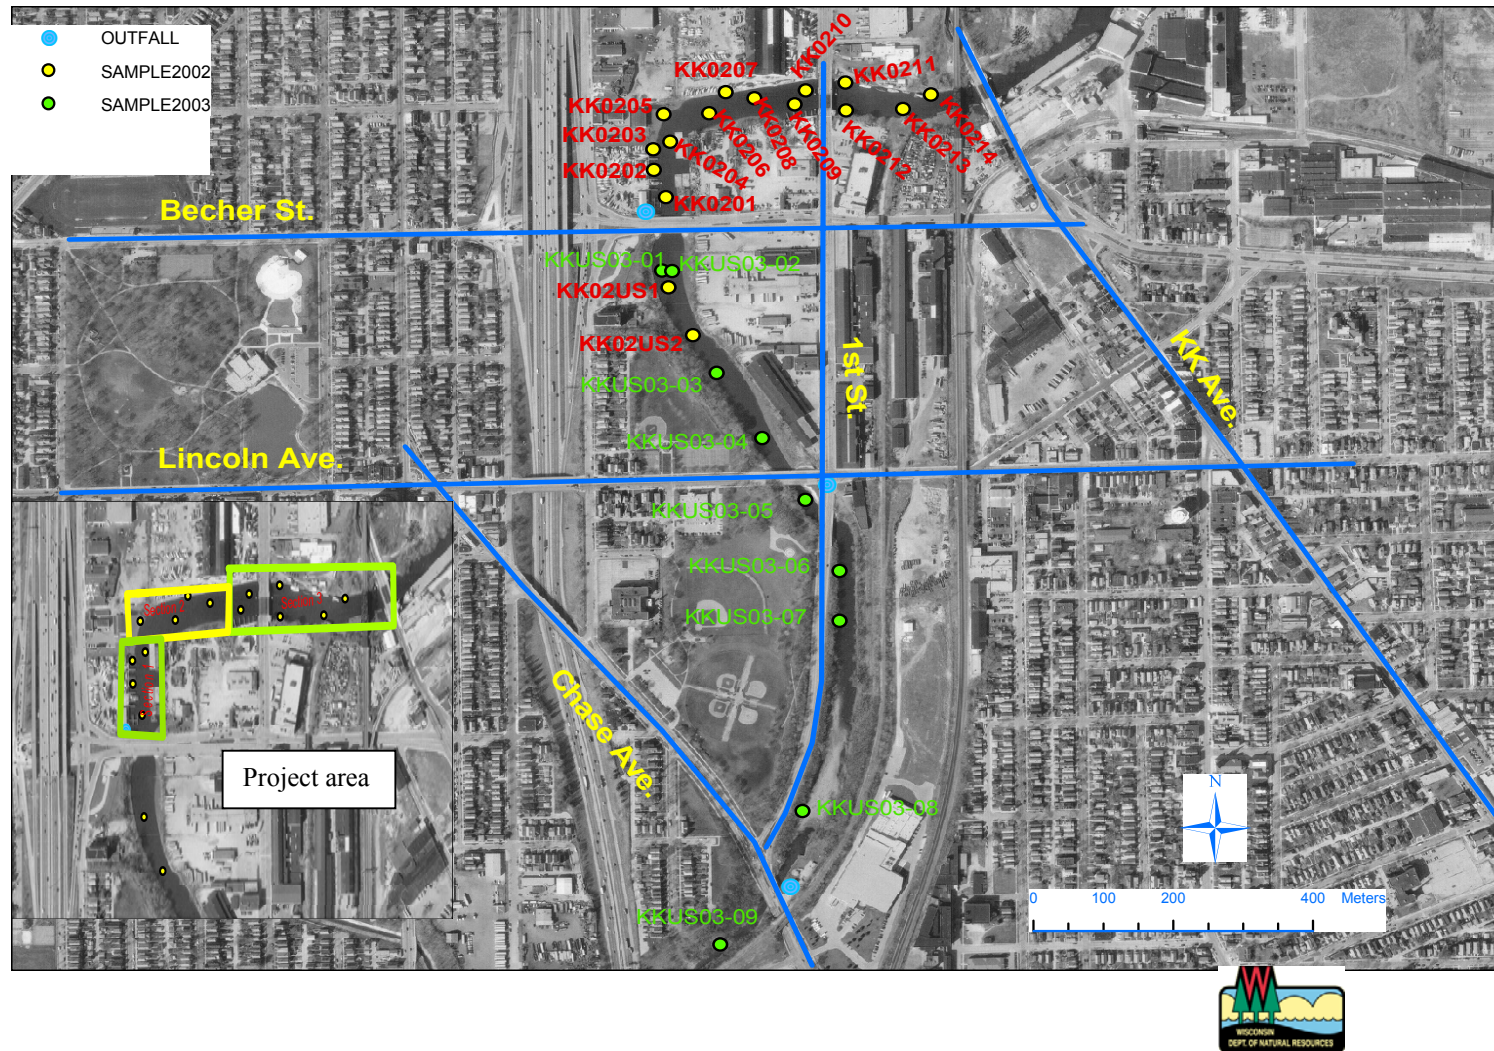 OUTFALL
SAMPLE2002
SAMPLE2003
KK0210
KK0207
KK0211
KK0205
KK0203
KK0202
KK0204
KK0201
KK0206
KK0208
KK0209
KK0212
KK0213
KK0214
Becher St.
KKUS03-01
KKUS03-02
KK02US1
KK02US2
KKUS03-03
1st St.
KK Ave.
KKUS03-04
Lincoln Ave.
KKUS03-05
KKUS03-06
KKUS03-07
Chase Ave.
KKUS03-08
KKUS03-09
Section 2
Project area
N
0 100 200 400 Meters
WISCONSIN
DEPT. OF NATURAL RESOURCES